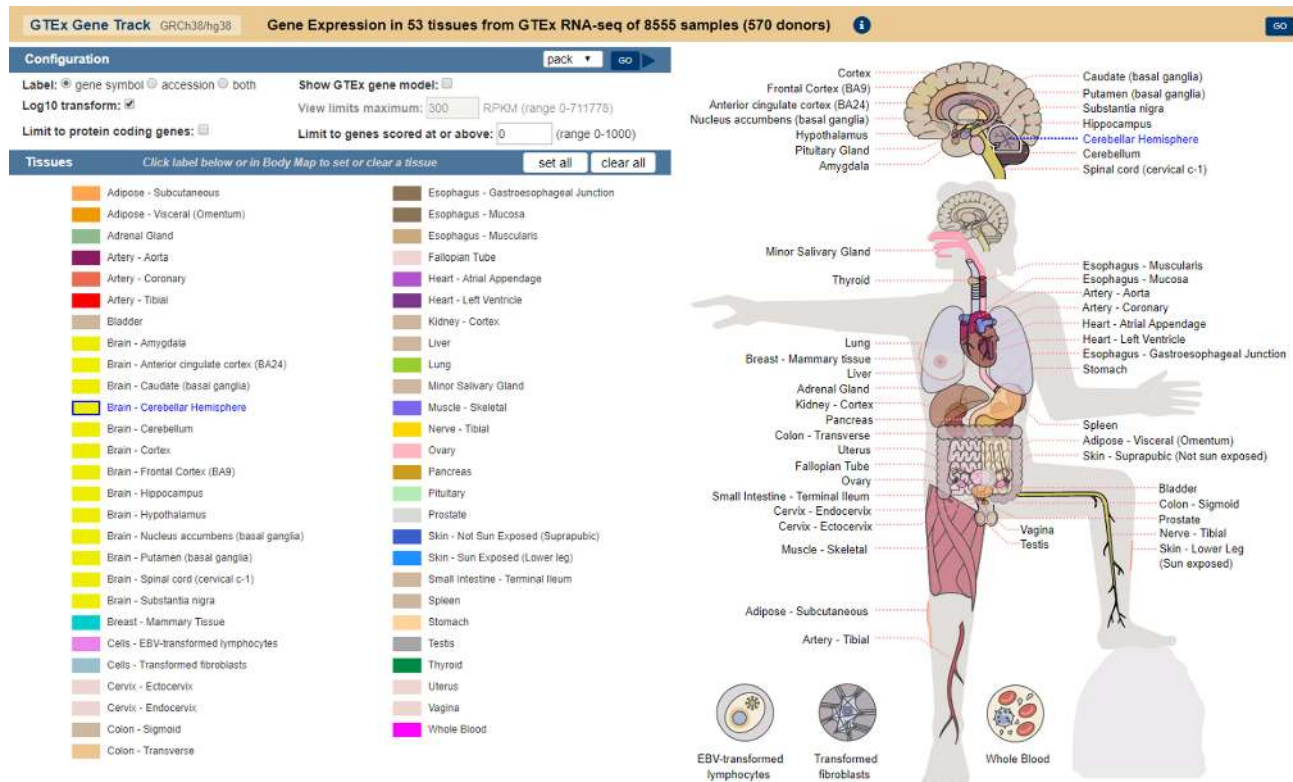 GTEx Gene Track GRCh38/hg38 Gene Expression in 53 tissues from GTEx RNA-seq of 8555 samples (570 donors) i GO
Configuration pack GO
Label: gene symbol accession both Show GTEx gene model:
Log10 transform: View limits maximum: 300 RPKM (range 0-711778)
Limit to protein coding genes: Limit to genes scored at or above: 0 (range 0-1000)
Tissues Click label below or in Body Map to set or clear a tissue set all clear all
Adipose - Subcutaneous
Adipose - Visceral (Omentum)
Adrenal Gland
Artery - Aorta
Artery - Coronary
Artery - Tibial
Bladder
Brain - Amygdala
Brain - Anterior cingulate cortex (BA24)
Brain - Caudate (basal ganglia)
Brain - Cerebellar Hemisphere
Brain - Cerebellum
Brain - Cortex
Brain - Frontal Cortex (BA9)
Brain - Hippocampus
Brain - Hypothalamus
Brain - Nucleus accumbens (basal ganglia)
Brain - Putamen (basal ganglia)
Brain - Spinal cord (cervical c-1)
Brain - Substantia nigra
Breast - Mammary Tissue
Cells - EBV-transformed lymphocytes
Cells - Transformed fibroblasts
Cervix - Ectocervix
Cervix - Endocervix
Colon - Sigmoid
Colon - Transverse
Esophagus - Gastroesophageal Junction
Esophagus - Mucosa
Esophagus - Muscularis
Fallopian Tube
Heart - Atrial Appendage
Heart - Left Ventricle
Kidney - Cortex
Liver
Lung
Minor Salivary Gland
Muscle - Skeletal
Nerve - Tibial
Ovary
Pancreas
Pituitary
Prostate
Skin - Not Sun Exposed (Suprapubic)
Skin - Sun Exposed (Lower leg)
Small Intestine - Terminal Ileum
Spleen
Stomach
Testis
Thyroid
Uterus
Vagina
Whole Blood
Cortex
Frontal Cortex (BA9)
Anterior cingulate cortex (BA24)
Nucleus accumbens (basal ganglia)
Hypothalamus
Pituitary Gland
Amygdala
Caudate (basal ganglia)
Putamen (basal ganglia)
Substantia nigra
Hippocampus
Cerebellar Hemisphere
Cerebellum
Spinal cord (cervical c-1)
Minor Salivary Gland
Thyroid
Lung
Breast - Mammary tissue
Liver
Adrenal Gland
Kidney - Cortex
Pancreas
Colon - Transverse
Uterus
Fallopian Tube
Ovary
Small Intestine - Terminal Ileum
Cervix - Endocervix
Cervix - Ectocervix
Muscle - Skeletal
Adipose - Subcutaneous
Artery - Tibial
Esophagus - Muscularis
Esophagus - Mucosa
Artery - Aorta
Artery - Coronary
Heart - Atrial Appendage
Heart - Left Ventricle
Esophagus - Gastroesophageal Junction
Stomach
Spleen
Adipose - Visceral (Omentum)
Skin - Suprapubic (Not sun exposed)
Bladder
Colon - Sigmoid
Prostate
Nerve - Tibial
Skin - Lower Leg
(Sun exposed)
Vagina
Testis
EBV-transformed
lymphocytes
Transformed
fibroblasts
Whole Blood